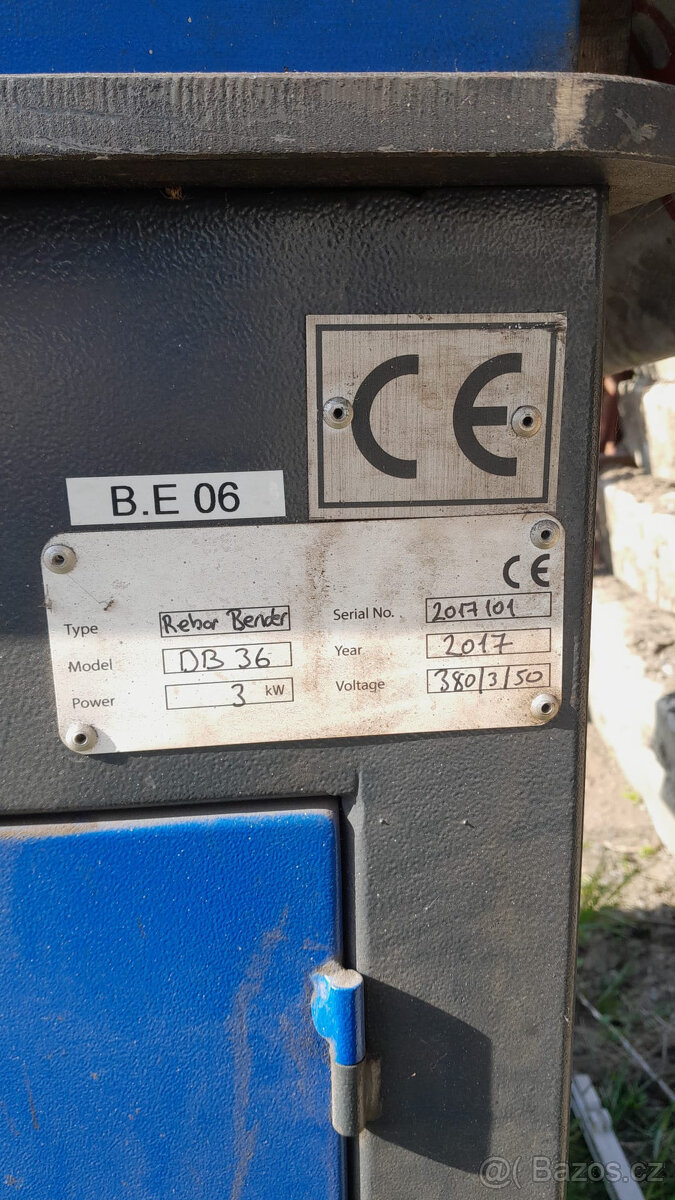 CE
B.E 06
CE
Type Rebar Bender Serial No. 2017101
Model DB 36 Year 2017
Power 3 kW Voltage 380/3/50
@( Bazos.cz